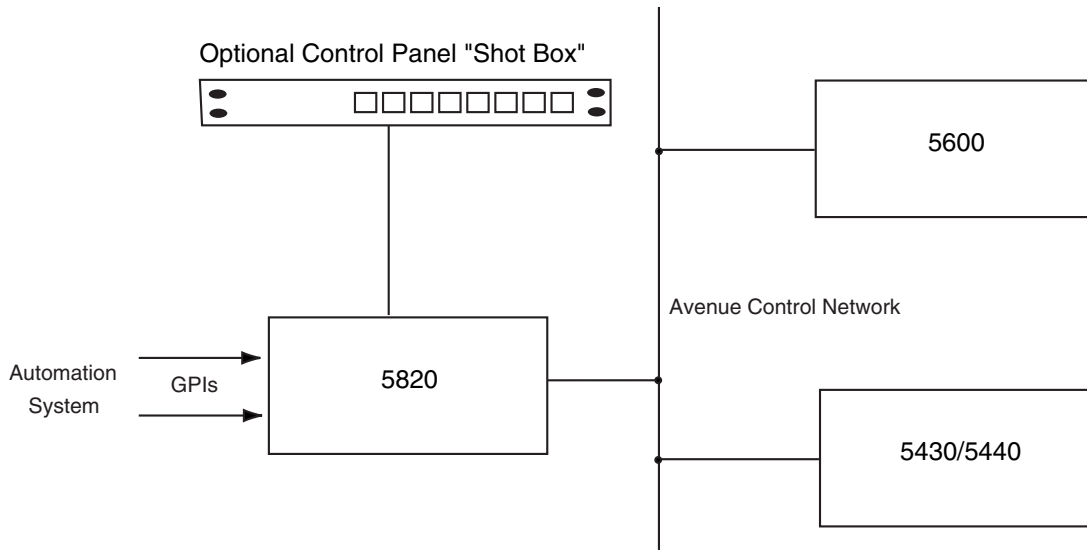 Optional Control Panel "Shot Box"
5600
Avenue Control Network
Automation
System
GPIs
5820
5430/5440